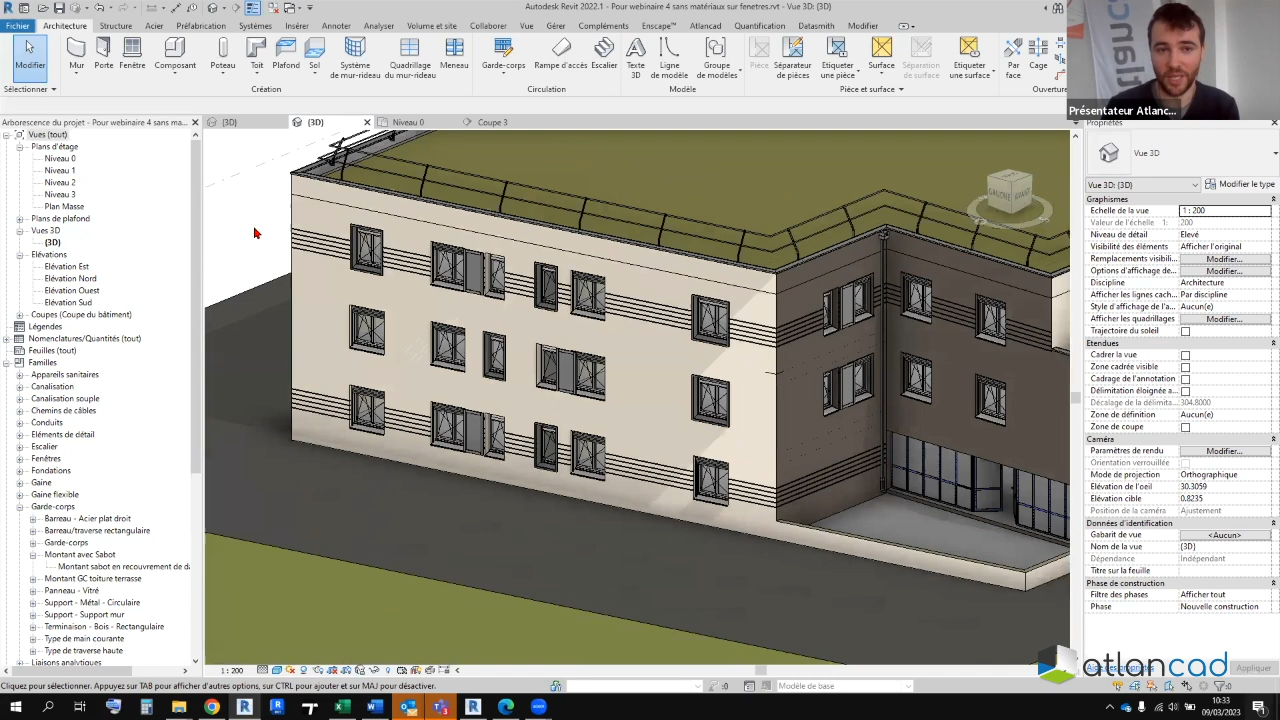 Autodesk Revit 2022.1 - Pour webinaire 4 sans matériaux sur fenetres.rvt - Vue 3D: {3D}
Fichier Architecture Structure Acier Préfabrication Systèmes Insérer Annoter Analyser Volume et site Collaborer Vue Gérer Compléments Enscape™ Atlan Quantification Datasmith Modifier
Modifier Mur Porte Fenêtre Composant Poteau Toit Plafond Sol Système de mur-rideau Quadrillage du mur-rideau Meneau Garde-corps Rampe d'accès Escalier Texte 3D Ligne de modèle Groupe de modèles Pièce Séparateur de pièces Etiqueter une pièce Surface Séparation de surface Etiqueter une surface Par face Cage
Sélectionner Création Circulation Modèle Pièce et surface Ouverture
Présentateur Atlanc...
Arborescence du projet - Pour webinaire 4 sans ma...
{3D} {3D} Niveau 0 Coupe 3
Vues (tout)
Plans d'étage
Niveau 0
Niveau 1
Niveau 2
Niveau 3
Plan Masse
Plans de plafond
Vues 3D
{3D}
Elévations
Elévation Est
Elévation Nord
Elévation Ouest
Elévation Sud
Coupes (Coupe du bâtiment)
Légendes
Nomenclatures/Quantités (tout)
Feuilles (tout)
Familles
Appareils sanitaires
Canalisation
Canalisation souple
Chemins de câbles
Conduits
Eléments de détail
Escalier
Fenêtres
Fondations
Gaine
Gaine flexible
Garde-corps
Barreau - Acier plat droit
Barreau/traverse rectangulaire
Garde-corps
Montant avec Sabot
Montant sabot en recouvrement de d
Montant GC toiture terrasse
Panneau - Vitré
Support - Métal - Circulaire
Support - Support mur
Terminaison - Bois - Rectangulaire
Type de main courante
Type de traverse haute
Liaisons analytiques
GAUCHE AVANT
Propriétés
Vue 3D
Vue 3D: {3D} Modifier le type
Graphismes
Echelle de la vue 1 : 200
Valeur de l'échelle 1: 200
Niveau de détail Elevé
Visibilité des éléments Afficher l'original
Remplacements visibili... Modifier...
Options d'affichage de... Modifier...
Discipline Architecture
Afficher les lignes cach... Par discipline
Style d'affichage de l'a... Aucun(e)
Afficher les quadrillages Modifier...
Trajectoire du soleil
Etendues
Cadrer la vue
Zone cadrée visible
Cadrage de l'annotation
Délimitation éloignée a...
Décalage de la délimita... 304.8000
Zone de définition Aucun(e)
Zone de coupe
Caméra
Paramètres de rendu Modifier...
Orientation verrouillée
Mode de projection Orthographique
Elévation de l'oeil 30.3059
Elévation cible 0.8235
Position de la caméra Ajustement
Données d'identification
Gabarit de vue <Aucun>
Nom de la vue {3D}
Dépendance Indépendant
Titre sur la feuille
Phase de construction
Filtre des phases Afficher tout
Phase Nouvelle construction
Aide des propriétés Appliquer
atlancad
1 : 200
Cliquez pour sélectionner. Appuyez sur TAB pour afficher d'autres options, sur CTRL pour ajouter et sur MAJ pour désactiver. :0 Modèle de base :0
10:33
09/03/2023